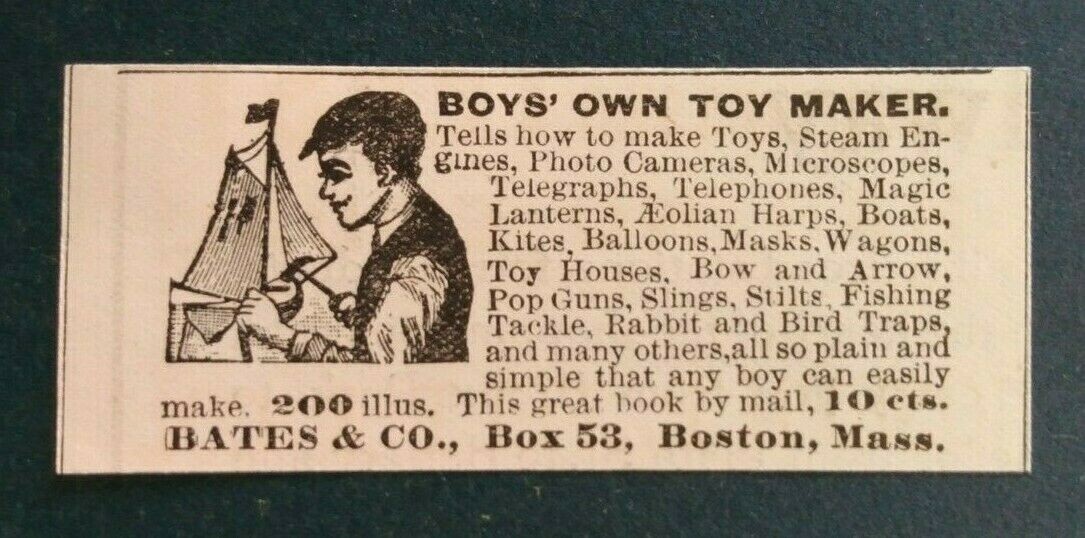 BOYS' OWN TOY MAKER.
Tells how to make Toys, Steam En-
gines, Photo Cameras, Microscopes,
Telegraphs, Telephones, Magic
Lanterns, Æolian Harps, Boats,
Kites, Balloons, Masks, Wagons,
Toy Houses, Bow and Arrow,
Pop Guns, Slings, Stilts, Fishing
Tackle, Rabbit and Bird Traps,
and many others, all so plain and
simple that any boy can easily
make. 200 illus. This great book by mail, 10 cts.
BATES & CO., Box 53, Boston, Mass.